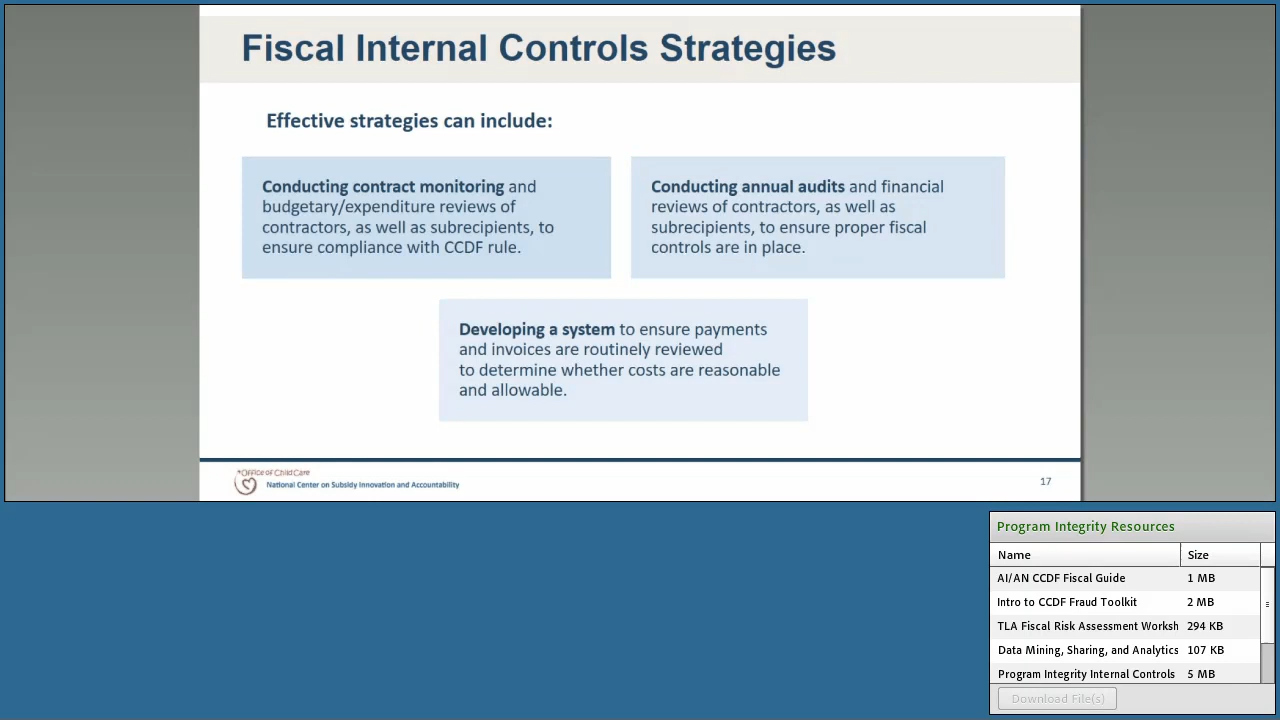 Fiscal Internal Controls Strategies
Effective strategies can include:
Conducting contract monitoring and
budgetary/expenditure reviews of
contractors, as well as subrecipients, to
ensure compliance with CCDF rule.
Conducting annual audits and financial
reviews of contractors, as well as
subrecipients, to ensure proper fiscal
controls are in place.
Developing a system to ensure payments
and invoices are routinely reviewed
to determine whether costs are reasonable
and allowable.
OFFICE of Child Care
National Center on Subsidy Innovation and Accountability
17
Program Integrity Resources
Name Size
AI/AN CCDF Fiscal Guide 1 MB
Intro to CCDF Fraud Toolkit 2 MB
TLA Fiscal Risk Assessment Worksh 294 KB
Data Mining, Sharing, and Analytics 107 KB
Program Integrity Internal Controls 5 MB
Download File(s)